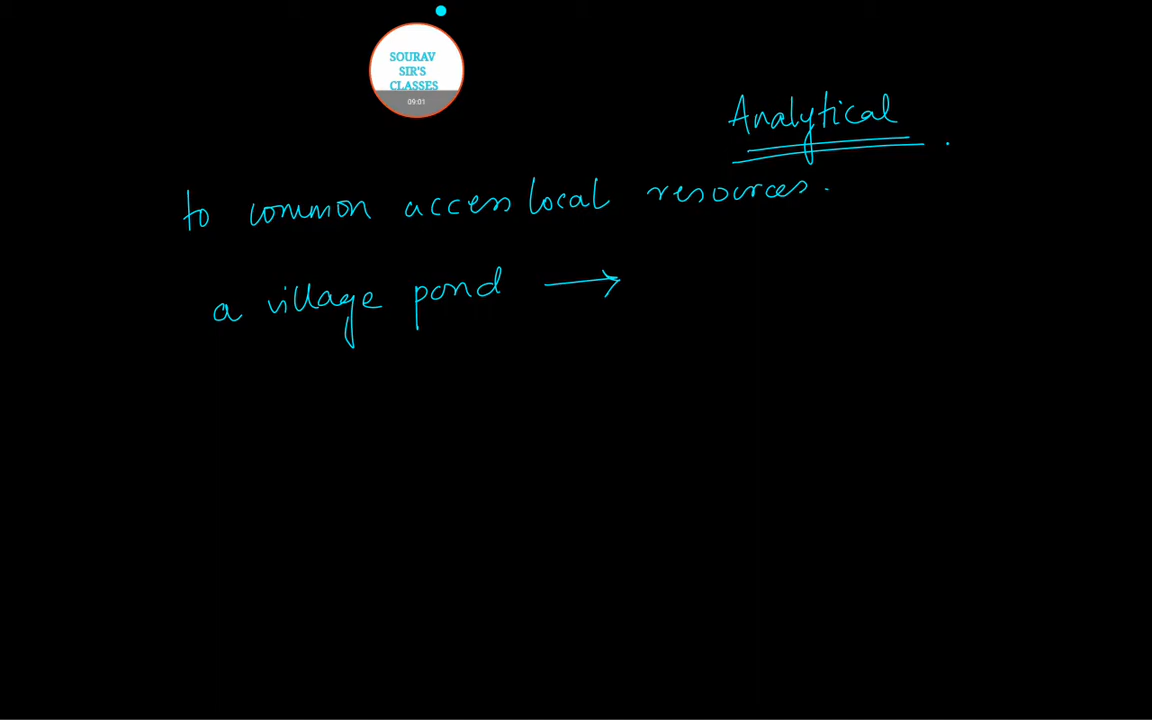 SOURAV
SIR'S
CLASSES
09:01
Analytical
to common access local resources.
a village pond →